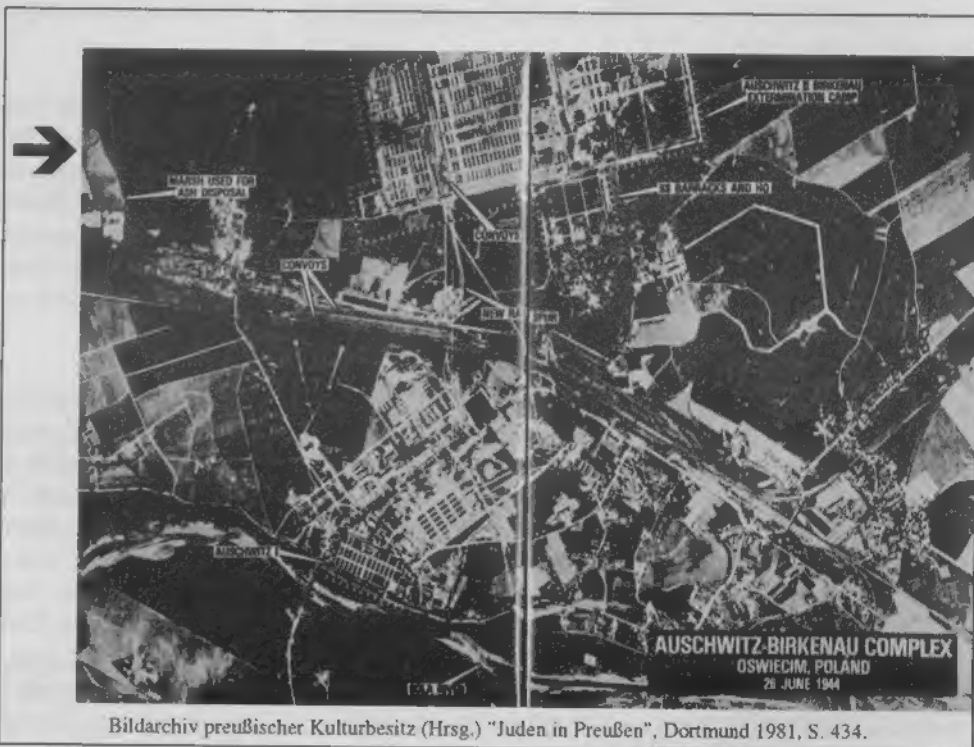 AUSCHWITZ II BIRKENAU
EXTERMINATION CAMP
MARSH USED FOR
ASH DISPOSAL
SS BARRACKS AND HQ
CONVOYS
CONVOYS
NEW SPUR
AUSCHWITZ I
AUSCHWITZ-BIRKENAU COMPLEX
OSWIECIM, POLAND
26 JUNE 1944
Bildarchiv preußischer Kulturbesitz (Hrsg.) "Juden in Preußen", Dortmund 1981, S. 434.